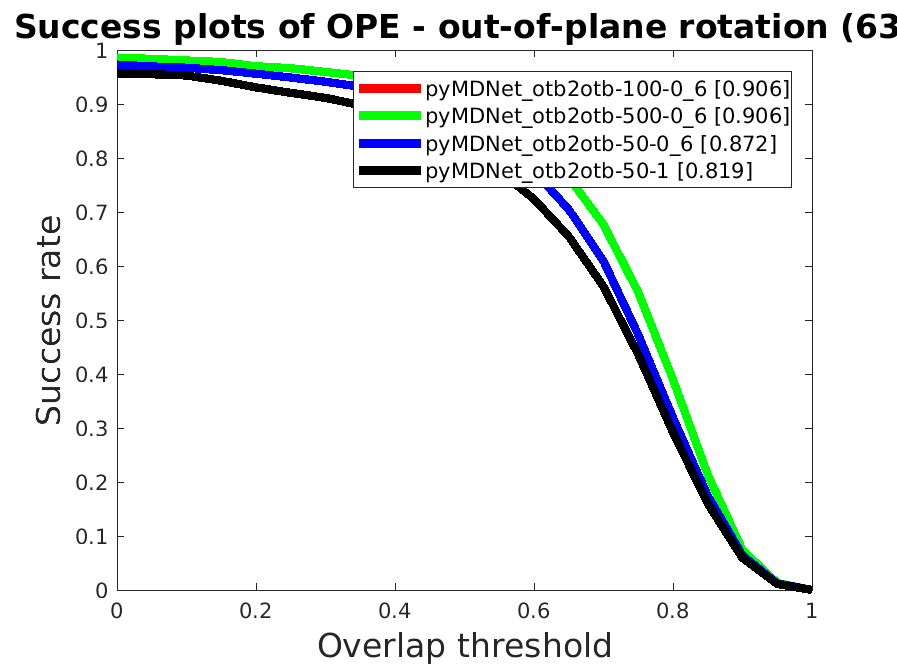 Success plots of OPE - out-of-plane rotation (63
1
0.9
0.8
0.7
0.6
0.5
0.4
0.3
0.2
0.1
0
Success rate
pyMDNet_otb2otb-100-0_6 [0.906]
pyMDNet_otb2otb-500-0_6 [0.906]
pyMDNet_otb2otb-50-0_6 [0.872]
pyMDNet_otb2otb-50-1 [0.819]
0 0.2 0.4 0.6 0.8 1
Overlap threshold